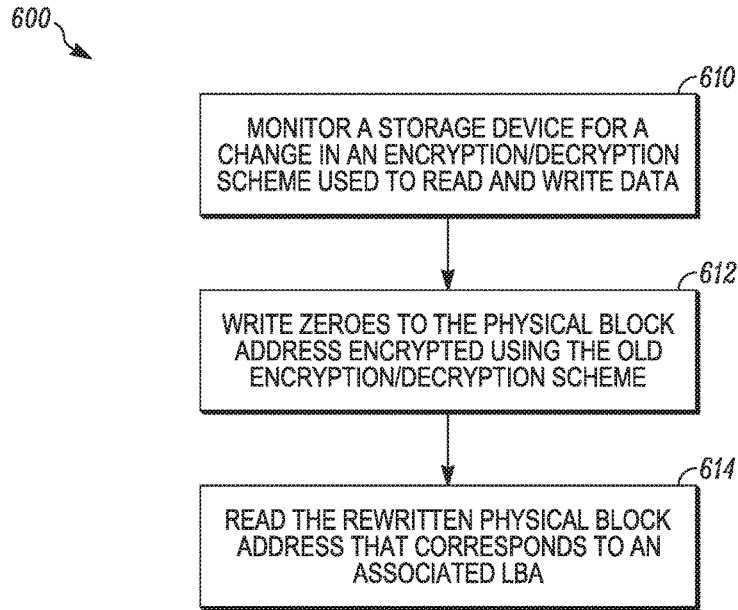 600
610
MONITOR A STORAGE DEVICE FOR A
CHANGE IN AN ENCRYPTION/DECRYPTION
SCHEME USED TO READ AND WRITE DATA
612
WRITE ZEROES TO THE PHYSICAL BLOCK
ADDRESS ENCRYPTED USING THE OLD
ENCRYPTION/DECRYPTION SCHEME
614
READ THE REWRITTEN PHYSICAL BLOCK
ADDRESS THAT CORRESPONDS TO AN
ASSOCIATED LBA